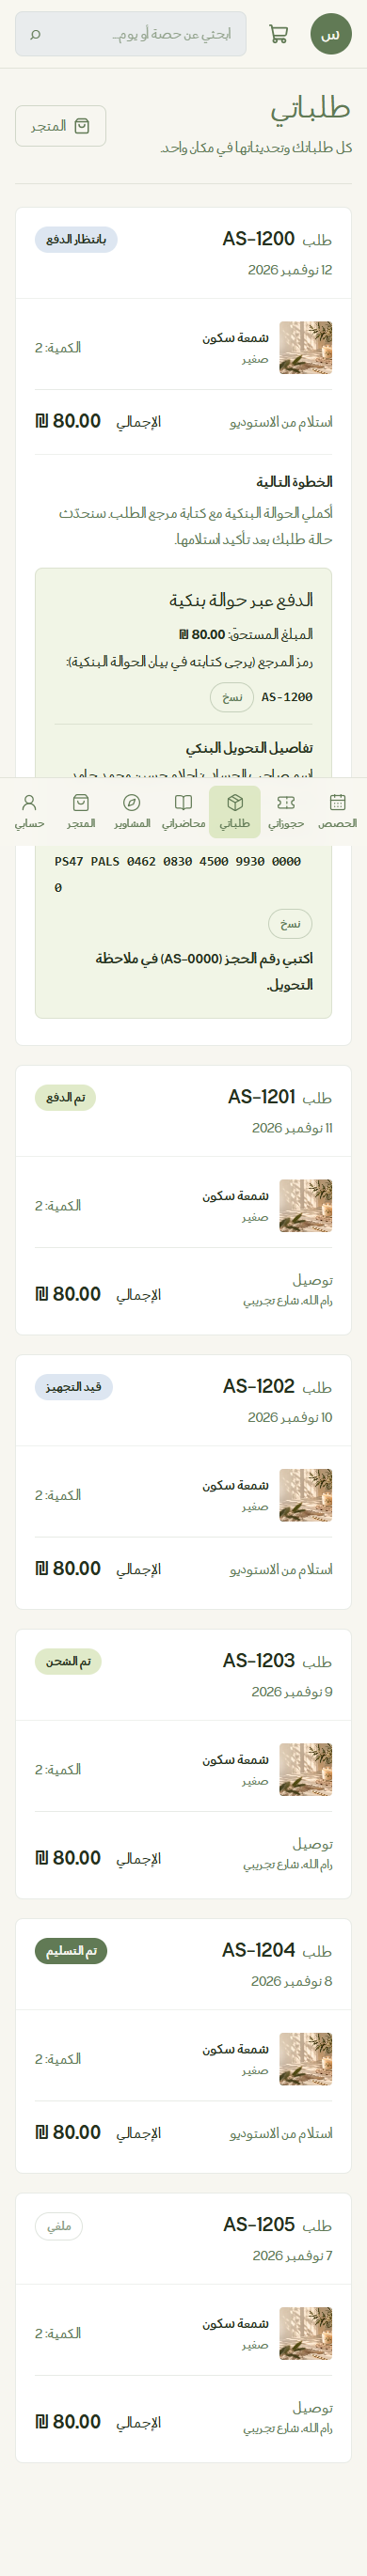 س
ابحثي عن حصة أو يوم...
طلباتي
كل طلباتك وتحديثاتها في مكان واحد.
المتجر
طلب AS-1200
بانتظار الدفع
12 نوفمبر 2026
شمعة سكون
صغير
الكمية: 2
استلام من الاستوديو
الإجمالي 80.00 ₪
الخطوة التالية
أكملي الحوالة البنكية مع كتابة مرجع الطلب. سنحدّث
حالة طلبك بعد تأكيد استلامها.
الدفع عبر حوالة بنكية
المبلغ المستحق: 80.00 ₪
رمز المرجع (يرجى كتابته في بيان الحوالة البنكية):
AS-1200
نسخ
تفاصيل التحويل البنكي
الحصص
حجوزاتي
طلباتي
محاضراتي
المشاوير
المتجر
حسابي
PS47 PALS 0462 0830 4500 9930 0000
0
نسخ
اكتبي رقم الحجز (AS-0000) في ملاحظة
التحويل.
طلب AS-1201
تم الدفع
11 نوفمبر 2026
شمعة سكون
صغير
الكمية: 2
توصيل
رام الله، شارع تجريبي
الإجمالي 80.00 ₪
طلب AS-1202
قيد التجهيز
10 نوفمبر 2026
شمعة سكون
صغير
الكمية: 2
استلام من الاستوديو
الإجمالي 80.00 ₪
طلب AS-1203
تم الشحن
9 نوفمبر 2026
شمعة سكون
صغير
الكمية: 2
توصيل
رام الله، شارع تجريبي
الإجمالي 80.00 ₪
طلب AS-1204
تم التسليم
8 نوفمبر 2026
شمعة سكون
صغير
الكمية: 2
استلام من الاستوديو
الإجمالي 80.00 ₪
طلب AS-1205
ملغي
7 نوفمبر 2026
شمعة سكون
صغير
الكمية: 2
توصيل
رام الله، شارع تجريبي
الإجمالي 80.00 ₪